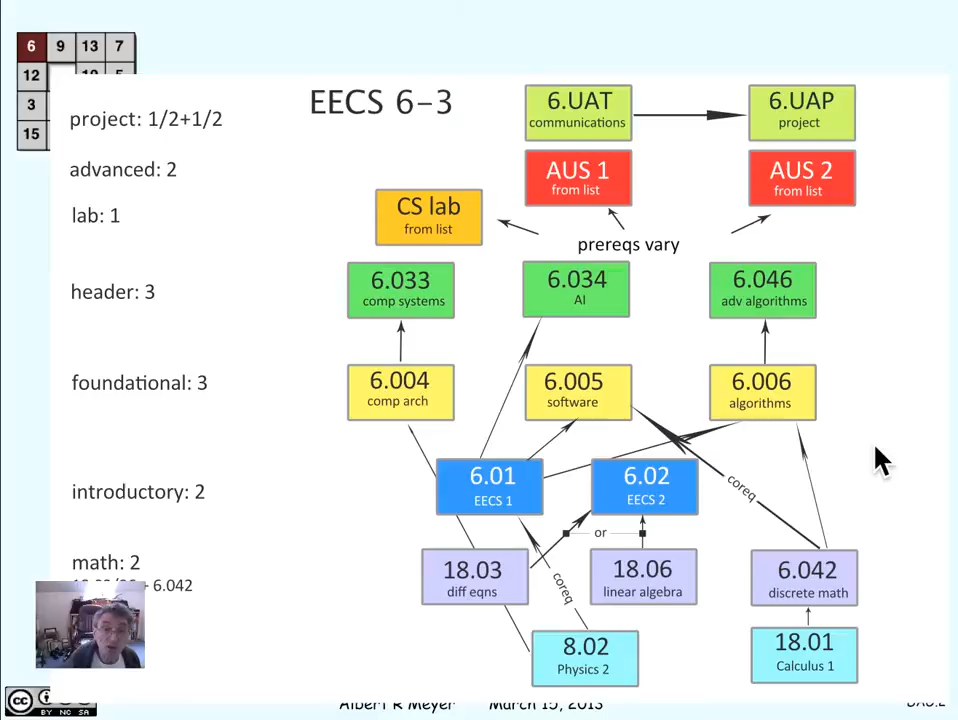 6 9 13 7
12
3
15
EECS 6-3
project: 1/2+1/2
advanced: 2
lab: 1
header: 3
foundational: 3
introductory: 2
math: 2
6.042
6.UAT
communications
6.UAP
project
AUS 1
from list
AUS 2
from list
CS lab
from list
prereqs vary
6.033
comp systems
6.034
AI
6.046
adv algorithms
6.004
comp arch
6.005
software
6.006
algorithms
6.01
EECS 1
6.02
EECS 2
coreq
or
18.03
diff eqns
coreq
18.06
linear algebra
6.042
discrete math
8.02
Physics 2
18.01
Calculus 1
cc
BY NC SA
Albert R Meyer March 15, 2013